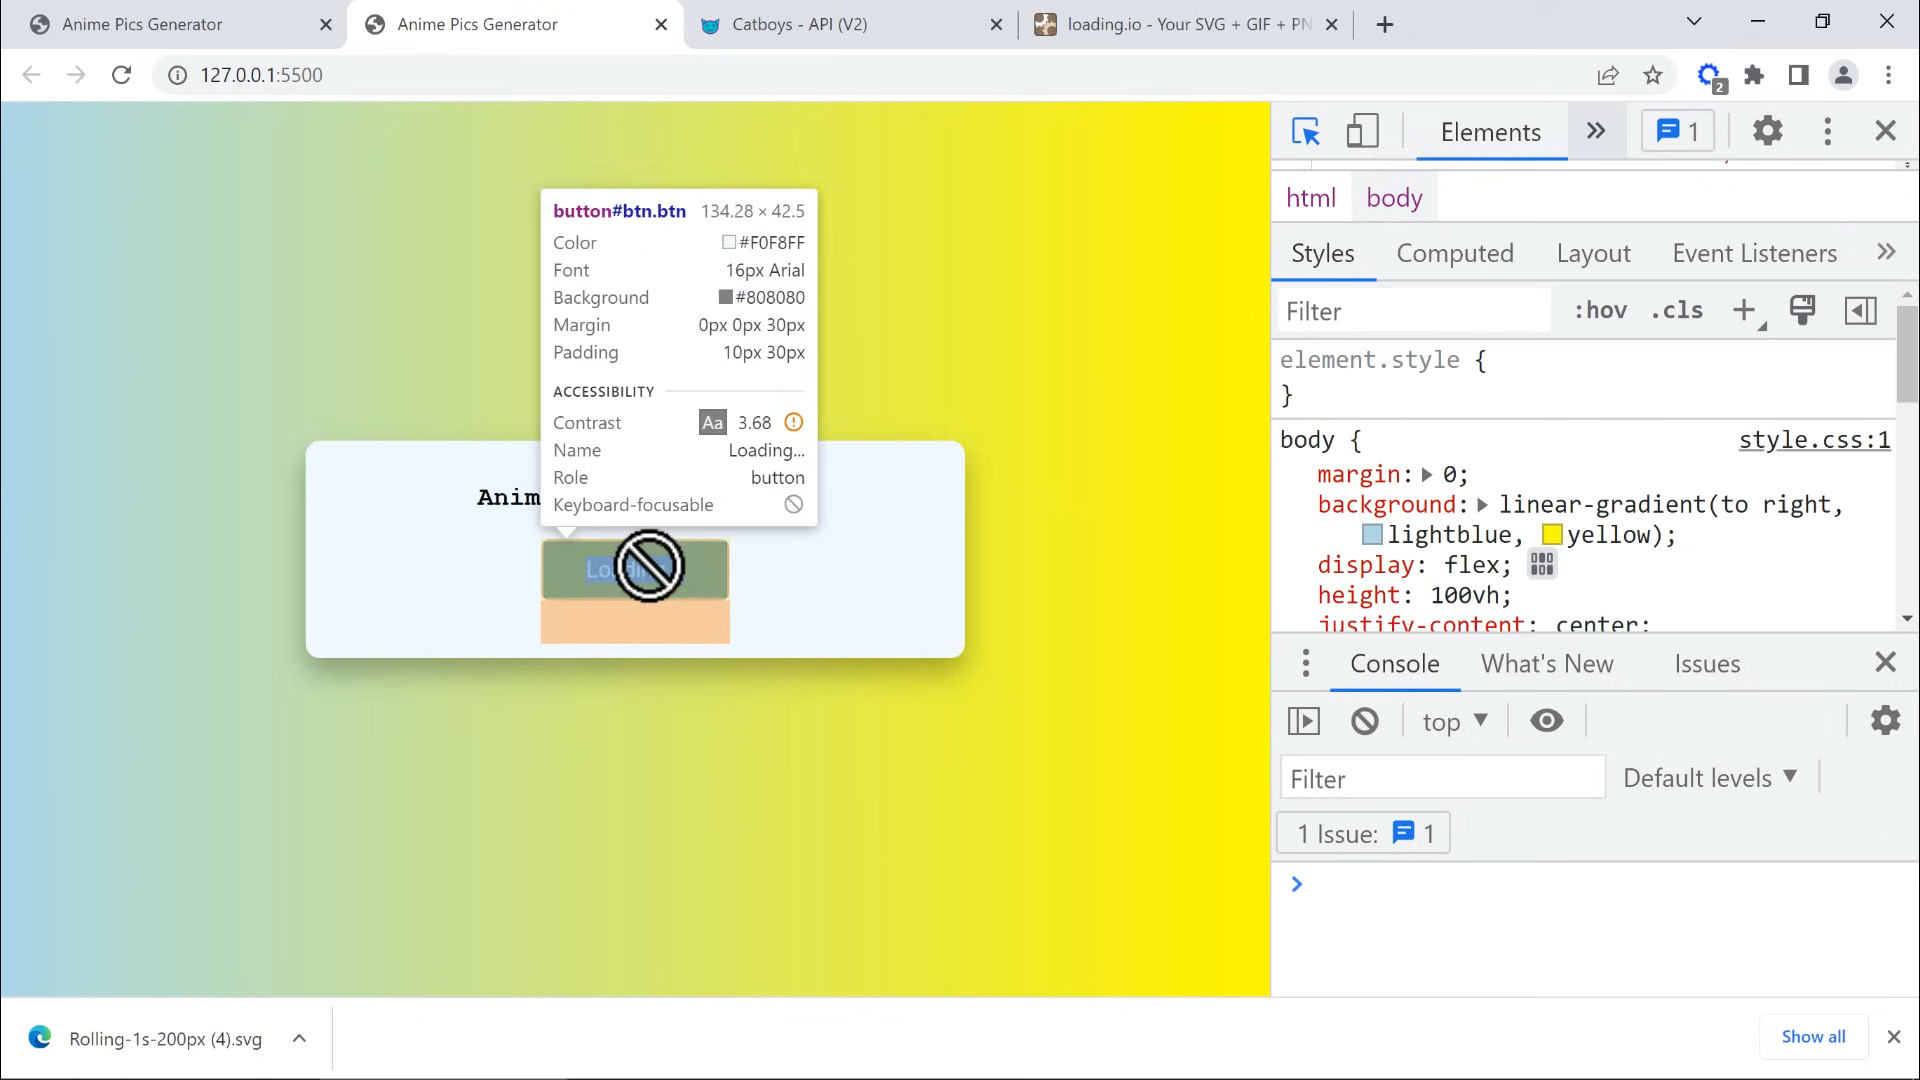 Anime Pics Generator
Anime Pics Generator
Catboys - API (V2)
loading.io - Your SVG + GIF + PN
127.0.0.1:5500
2
Elements
1
html body
Styles Computed Layout Event Listeners
Filter
:hov .cls
element.style {
}
body {
style.css:1
margin: 0;
background: linear-gradient(to right,
lightblue, yellow);
display: flex;
height: 100vh;
justify-content: center;
button#btn.btn 134.28 × 42.5
Color #F0F8FF
Font 16px Arial
Background #808080
Margin 0px 0px 30px
Padding 10px 30px
ACCESSIBILITY
Contrast Aa 3.68
Name Loading...
Role button
Keyboard-focusable
Anim
Console What's New Issues
top
Filter
Default levels
1 Issue: 1
Rolling-1s-200px (4).svg
Show all